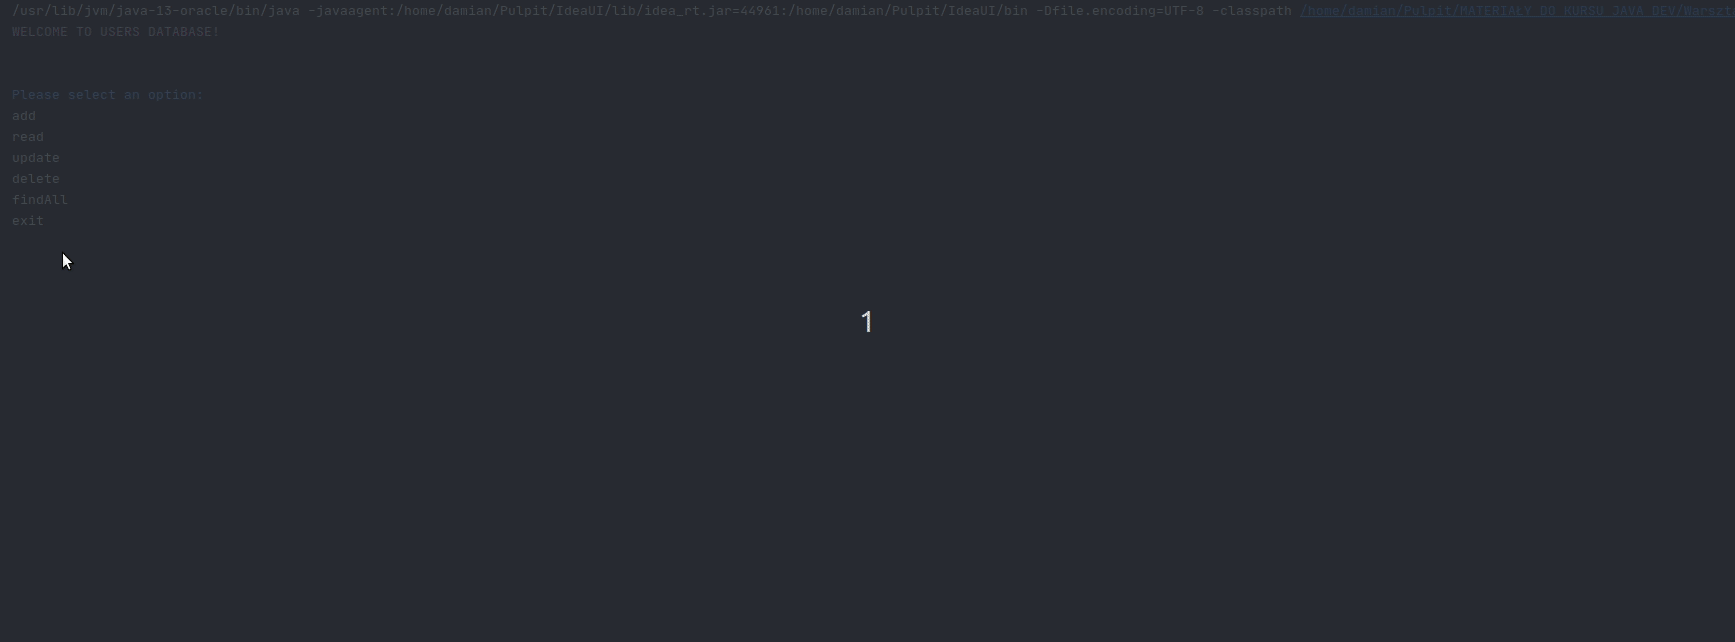 /usr/lib/jvm/java-13-oracle/bin/java -javaagent:/home/damian/Pulpit/IdeaUI/lib/idea_rt.jar=44961:/home/damian/Pulpit/IdeaUI/bin -Dfile.encoding=UTF-8 -classpath /home/damian/Pulpit/MATERIAŁY DO KURSU JAVA DEV/Warszt
WELCOME TO USERS DATABASE!
Please select an option:
add
read
update
delete
findAll
exit
1